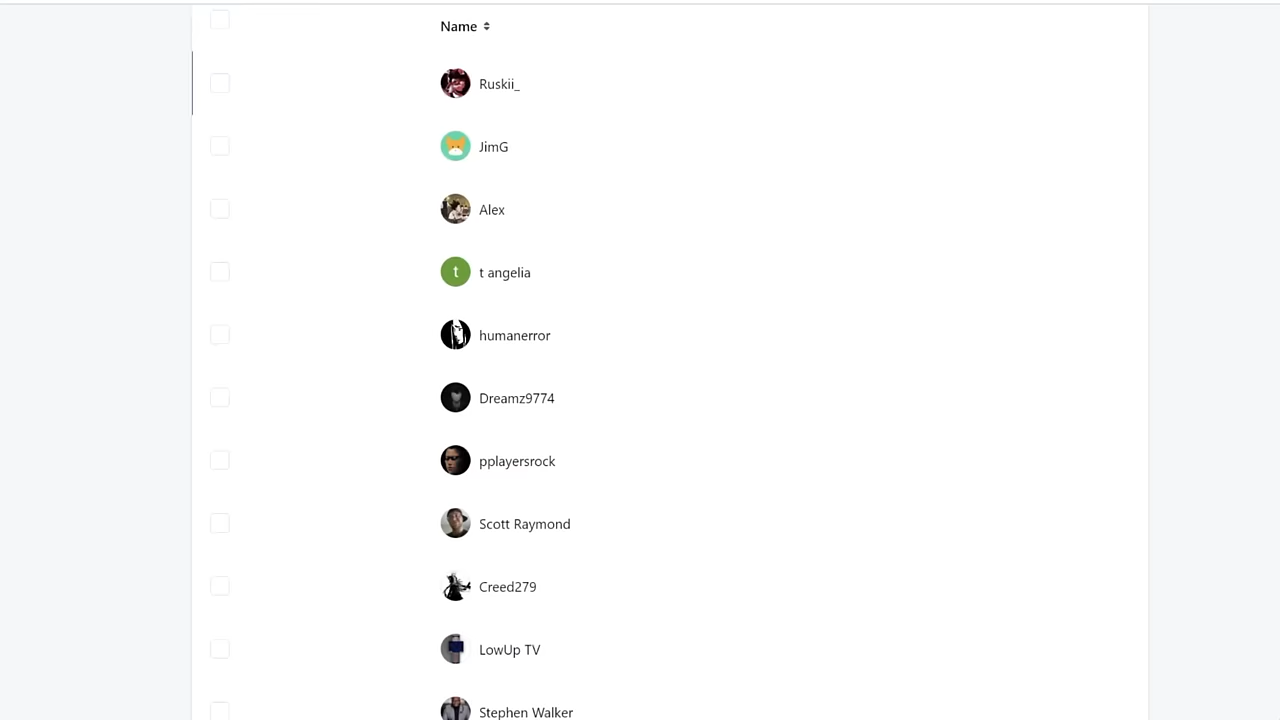 Name
Ruskii_
JimG
Alex
t t angelia
humanerror
Dreamz9774
pplayersrock
Scott Raymond
Creed279
LowUp TV
Stephen Walker